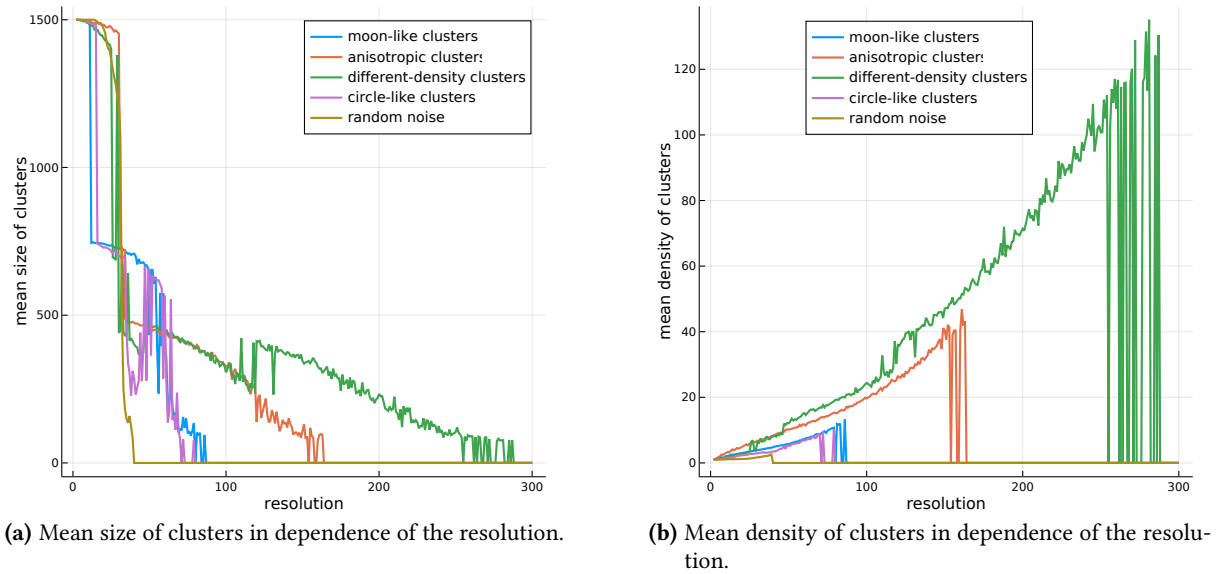 1500
1000
500
0
mean size of clusters
moon-like clusters
anisotropic clusters
different-density clusters
circle-like clusters
random noise
0
100
200
300
resolution
(a) Mean size of clusters in dependence of the resolution.
120
100
80
60
40
20
0
mean density of clusters
moon-like clusters
anisotropic clusters
different-density clusters
circle-like clusters
random noise
0
100
200
300
resolution
(b) Mean density of clusters in dependence of the resolu-
tion.